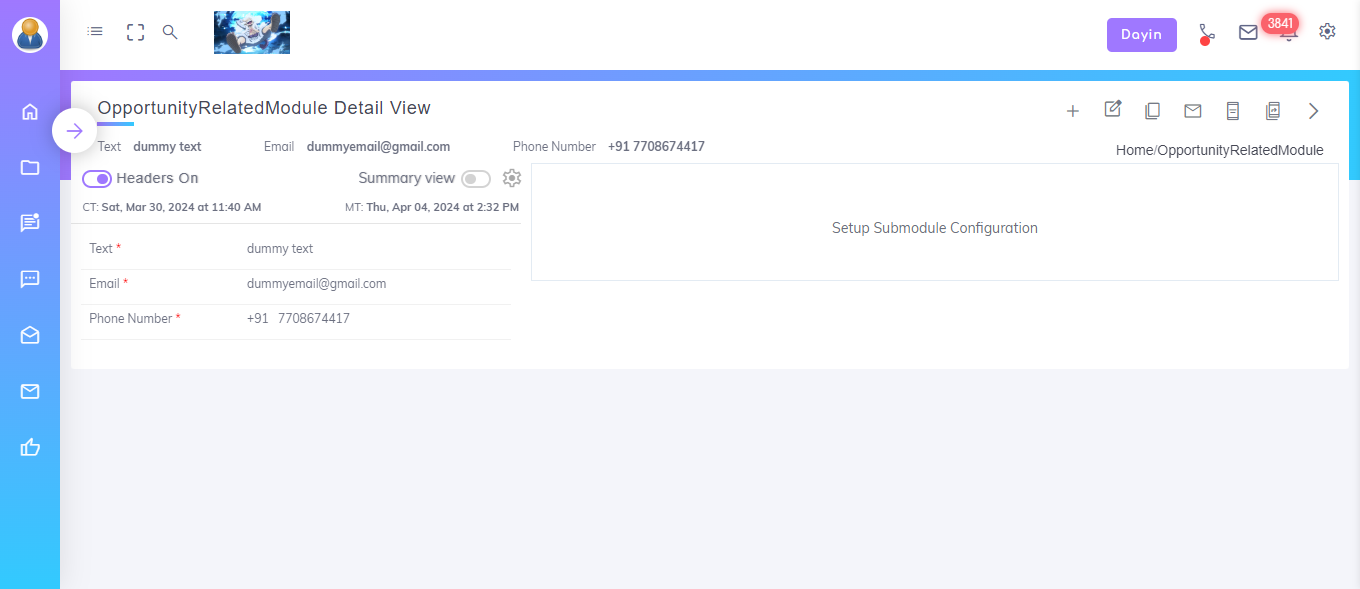 Dayin
3841
OpportunityRelatedModule Detail View
Text dummy text Email dummyemail@gmail.com Phone Number +91 7708674417
Home/OpportunityRelatedModule
Headers On Summary view
CT: Sat, Mar 30, 2024 at 11:40 AM MT: Thu, Apr 04, 2024 at 2:32 PM
Setup Submodule Configuration
Text * dummy text
Email * dummyemail@gmail.com
Phone Number * +91 7708674417